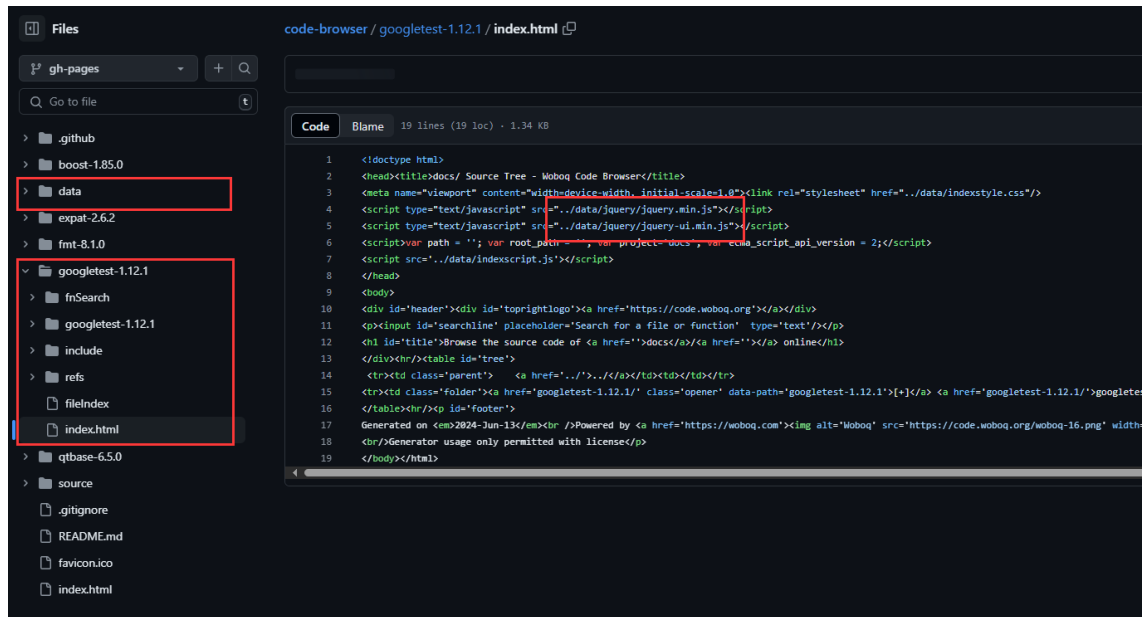 Files
code-browser / googletest-1.12.1 / index.html
gh-pages
Go to file
t
Code Blame 19 lines (19 loc) · 1.34 KB
.github
boost-1.85.0
data
expat-2.6.2
fmt-8.1.0
googletest-1.12.1
fnSearch
googletest-1.12.1
include
refs
fileIndex
index.html
qtbase-6.5.0
source
.gitignore
README.md
favicon.ico
index.html
1 <!doctype html>
2 <head><title>docs/ Source Tree - Woboq Code Browser</title>
3 <meta name="viewport" content="width=device-width, initial-scale=1.0"><link rel="stylesheet" href="../data/indexstyle.css"/>
4 <script type="text/javascript" src="../data/jquery/jquery.min.js"></script>
5 <script type="text/javascript" src="../data/jquery/jquery-ui.min.js"></script>
6 <script>var path = ''; var root_path = ''; var project='docs'; var ecma_script_api_version = 2;</script>
7 <script src='../data/indexscript.js'></script>
8 </head>
9 <body>
10 <div id='header'><div id='toprightlogo'><a href='https://code.woboq.org'></a></div>
11 <p><input id='searchline' placeholder='Search for a file or function' type='text'/></p>
12 <h1 id='title'>Browse the source code of <a href=''>docs</a>/<a href=''></a> online</h1>
13 </div><hr/><table id='tree'>
14 <tr><td class='parent'> <a href='../'>../</a></td><td></td></tr>
15 <tr><td class='folder'><a href='googletest-1.12.1/' class='opener' data-path='googletest-1.12.1'>[+]</a> <a href='googletest-1.12.1/'>googletes
16 </table><hr/><p id='footer'>
17 Generated on <em>2024-Jun-13</em><br />Powered by <a href='https://woboq.com'><img alt='Woboq' src='https://code.woboq.org/woboq-16.png' width=
18 <br/>Generator usage only permitted with license</p>
19 </body></html>